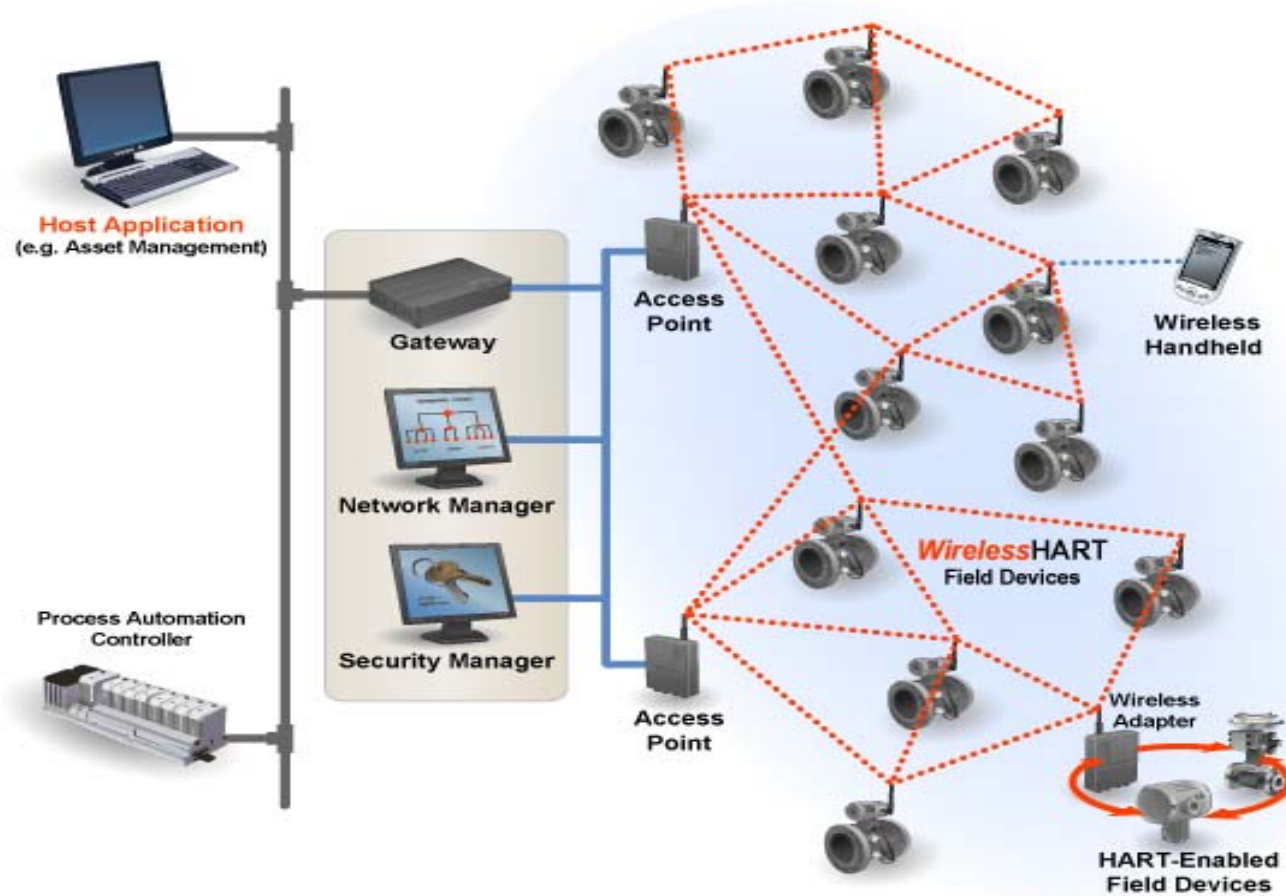 Host Application
(e.g. Asset Management)
Gateway
Network Manager
Security Manager
Process Automation
Controller
Access
Point
Access
Point
Wireless
Handheld
WirelessHART
Field Devices
Wireless
Adapter
HART-Enabled
Field Devices